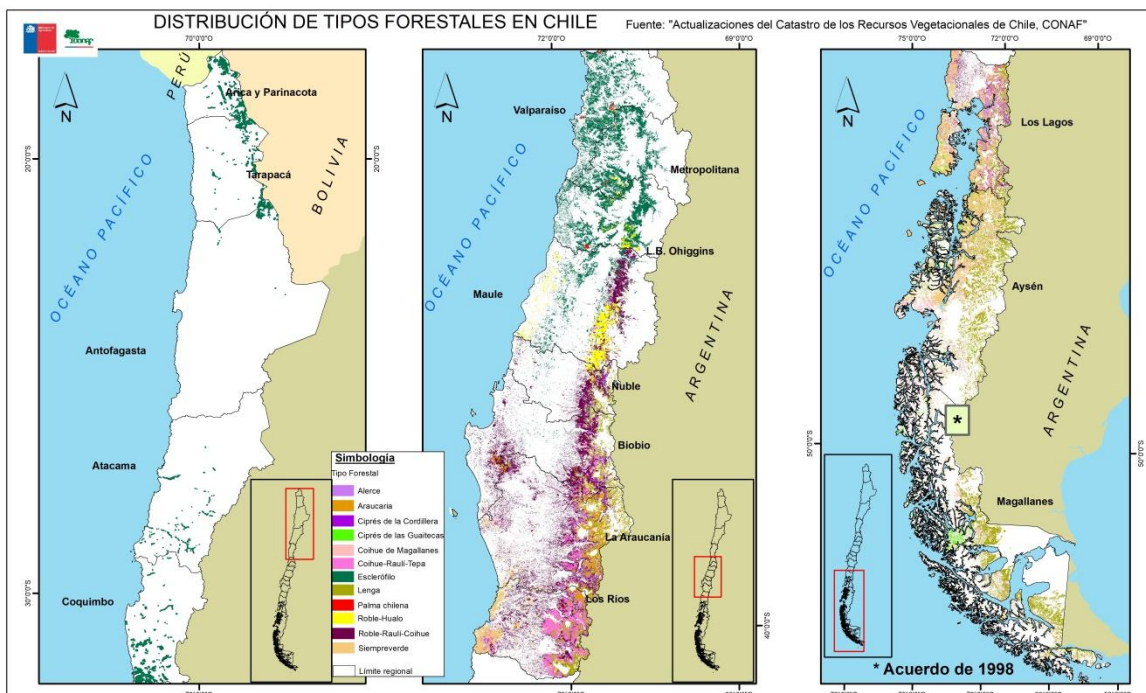 DISTRIBUCIÓN DE TIPOS FORESTALES EN CHILE
Fuente: "Actualizaciones del Catastro de los Recursos Vegetacionales de Chile, CONAF"
70°0'0"O
PERÚ
Arica y Parinacota
N
20°0'0"S
Tarapacá
BOLIVIA
OCÉANO PACÍFICO
Antofagasta
Atacama
Coquimbo
30°0'0"S
Simbología
Tipo Forestal
Alerce
Araucaria
Ciprés de la Cordillera
Ciprés de las Guaitecas
Coihue de Magallanes
Coihue-Raulí-Tepa
Esclerófilo
Lenga
Palma chilena
Roble-Hualo
Roble-Raulí-Coihue
Siempreverde
Límite regional
72°0'0"O
69°0'0"O
N
Valparaíso
Metropolitana
OCÉANO PACÍFICO
L.B. Ohiggins
Maule
ARGENTINA
Ñuble
Biobio
La Araucanía
Los Ríos
40°0'0"S
75°0'0"O
72°0'0"O
69°0'0"O
N
Los Lagos
OCÉANO PACÍFICO
Aysén
ARGENTINA
*
50°0'0"S
50°0'0"S
Magallanes
* Acuerdo de 1998